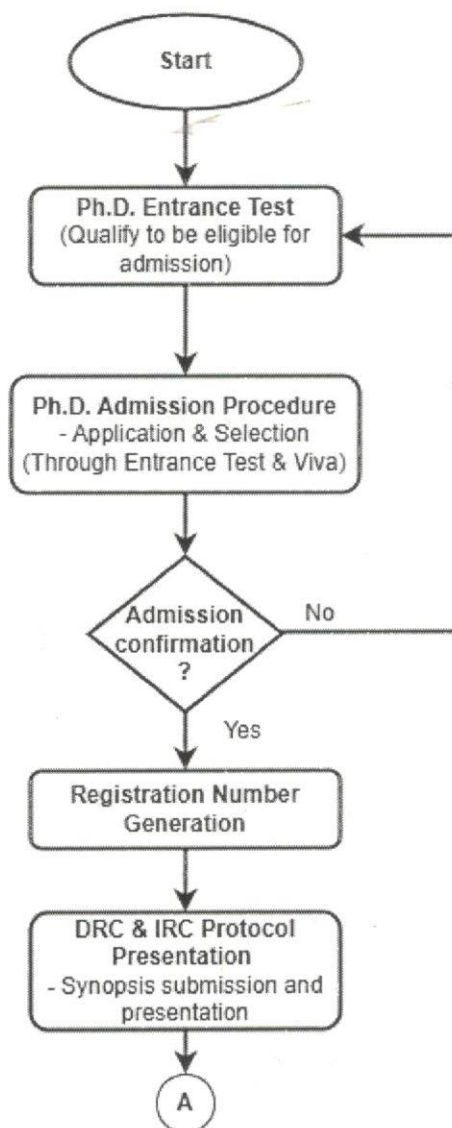 Start
Ph.D. Entrance Test
(Qualify to be eligible for
admission)
Ph.D. Admission Procedure
- Application & Selection
(Through Entrance Test & Viva)
Admission
confirmation
?
No
Yes
Registration Number
Generation
DRC & IRC Protocol
Presentation
- Synopsis submission and
presentation
A